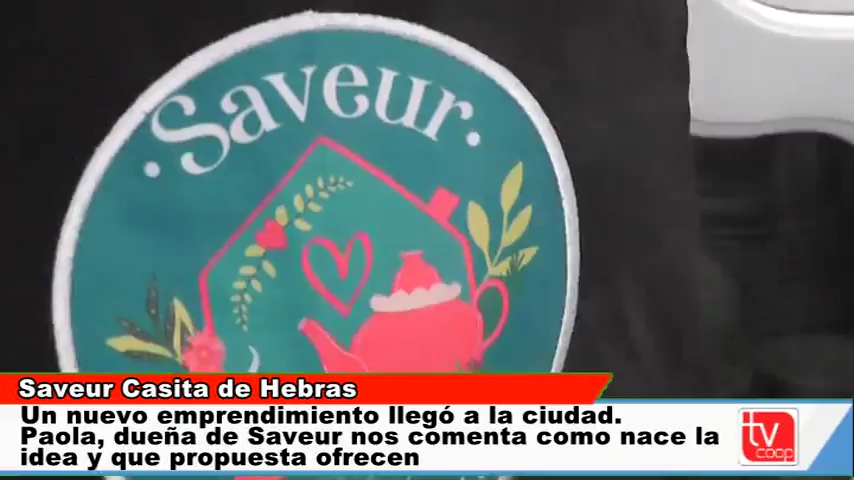 Saveur
Saveur Casita de Hebras
Un nuevo emprendimiento llegó a la ciudad.
Paola, dueña de Saveur nos comenta como nace la
idea y que propuesta ofrecen
tv
coop